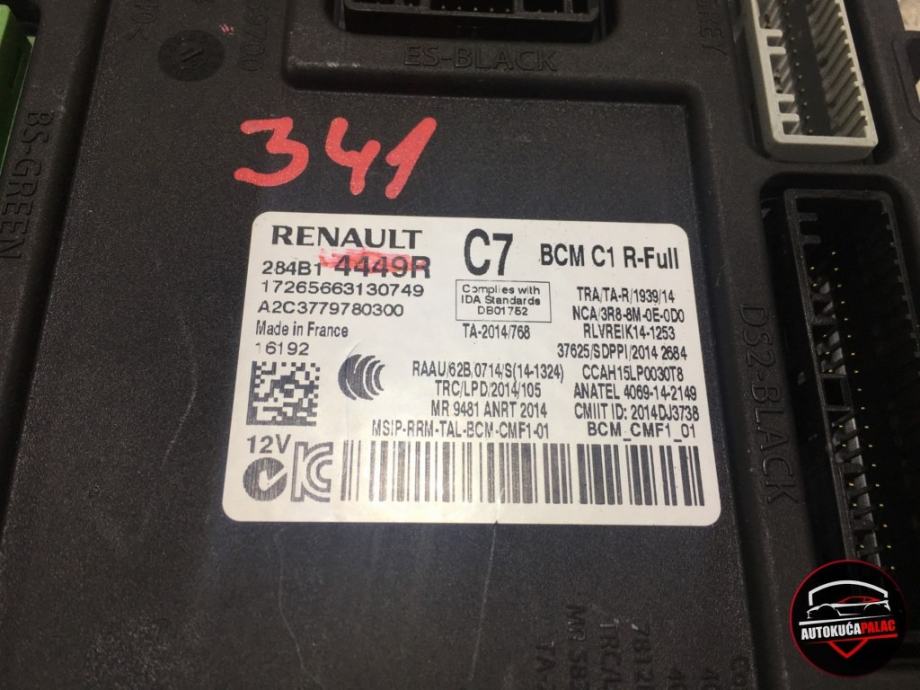 ES-BLACK
BS-GREEN
341
RENAULT C7 BCM C1 R-Full
284B1 4449R
17265663130749
A2C3779780300
Made in France
16192
Complies with
IDA Standards
DB01752
TA-2014/768
TRA/TA-R/1939/14
NCA/3R8-8M-0E-0D0
RLVREIK14-1253
37625/SDPPI/2014 2684
RAAU/62B,0714/S(14-1324)
CCAH15LP0030T8
TRC/LPD/2014/105
ANATEL 4069-14-2149
MR 9481 ANRT 2014
CMIIT ID: 2014DJ3738
MSIP-RRM-TAL-BCM-CMF1-01
BCM_CMF1_01
12V
DS2-BLACK
AUTOKUĆAPALAC